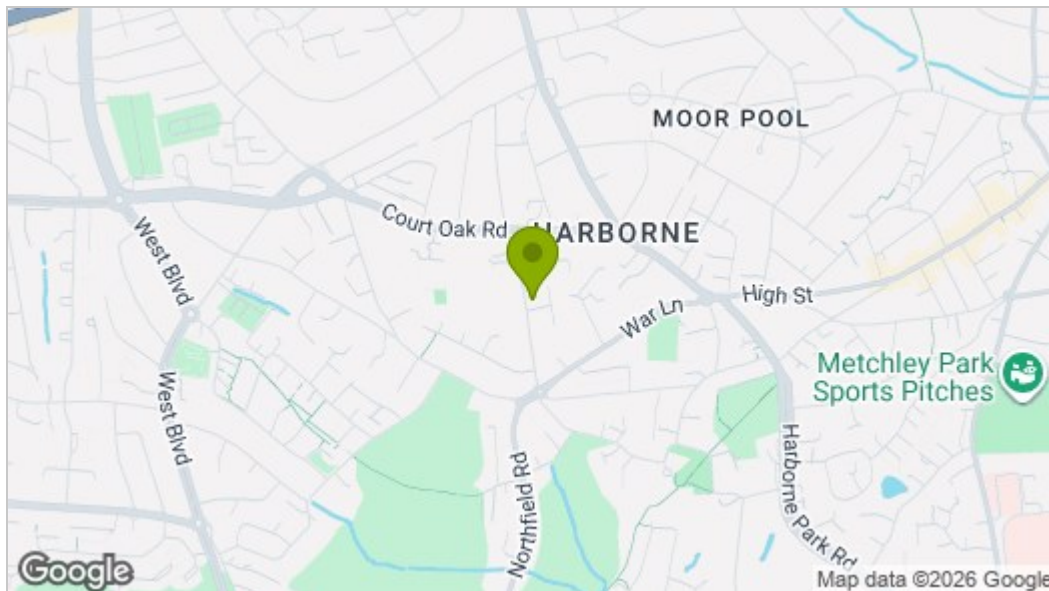 MOOR POOL
Court Oak Rd
HARBORNE
West Blvd
High St
War Ln
Metchley Park
Sports Pitches
West Blvd
Northfield Rd
Harborne Park Rd
Google
Map data ©2026 Google